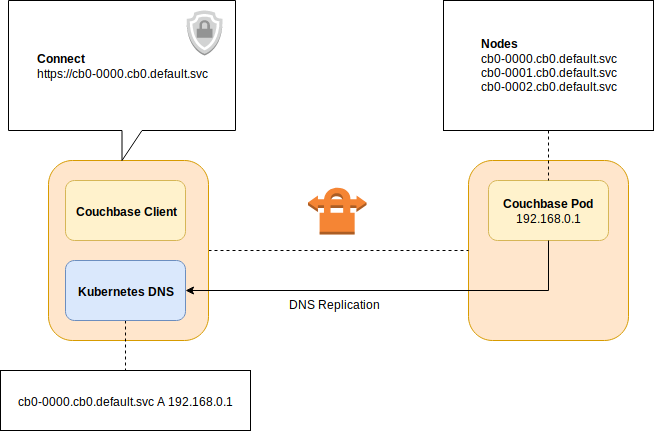 Connect
https://cb0-0000.cb0.default.svc
Nodes
cb0-0000.cb0.default.svc
cb0-0001.cb0.default.svc
cb0-0002.cb0.default.svc
Couchbase Client
Couchbase Pod
192.168.0.1
Kubernetes DNS
DNS Replication
cb0-0000.cb0.default.svc A 192.168.0.1